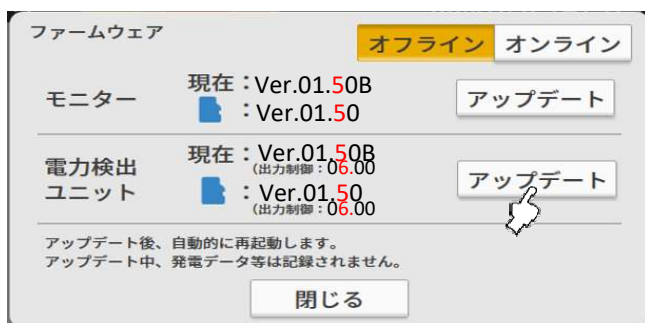 ファームウェア
オフライン オンライン
モニター
現在：Ver.01.50B
：Ver.01.50
アップデート
電力検出
ユニット
現在：Ver.01.50B
（出力制御：06.00
：Ver.01.50
（出力制御：06.00
アップデート
アップデート後、自動的に再起動します。
アップデート中、発電データ等は記録されません。
閉じる